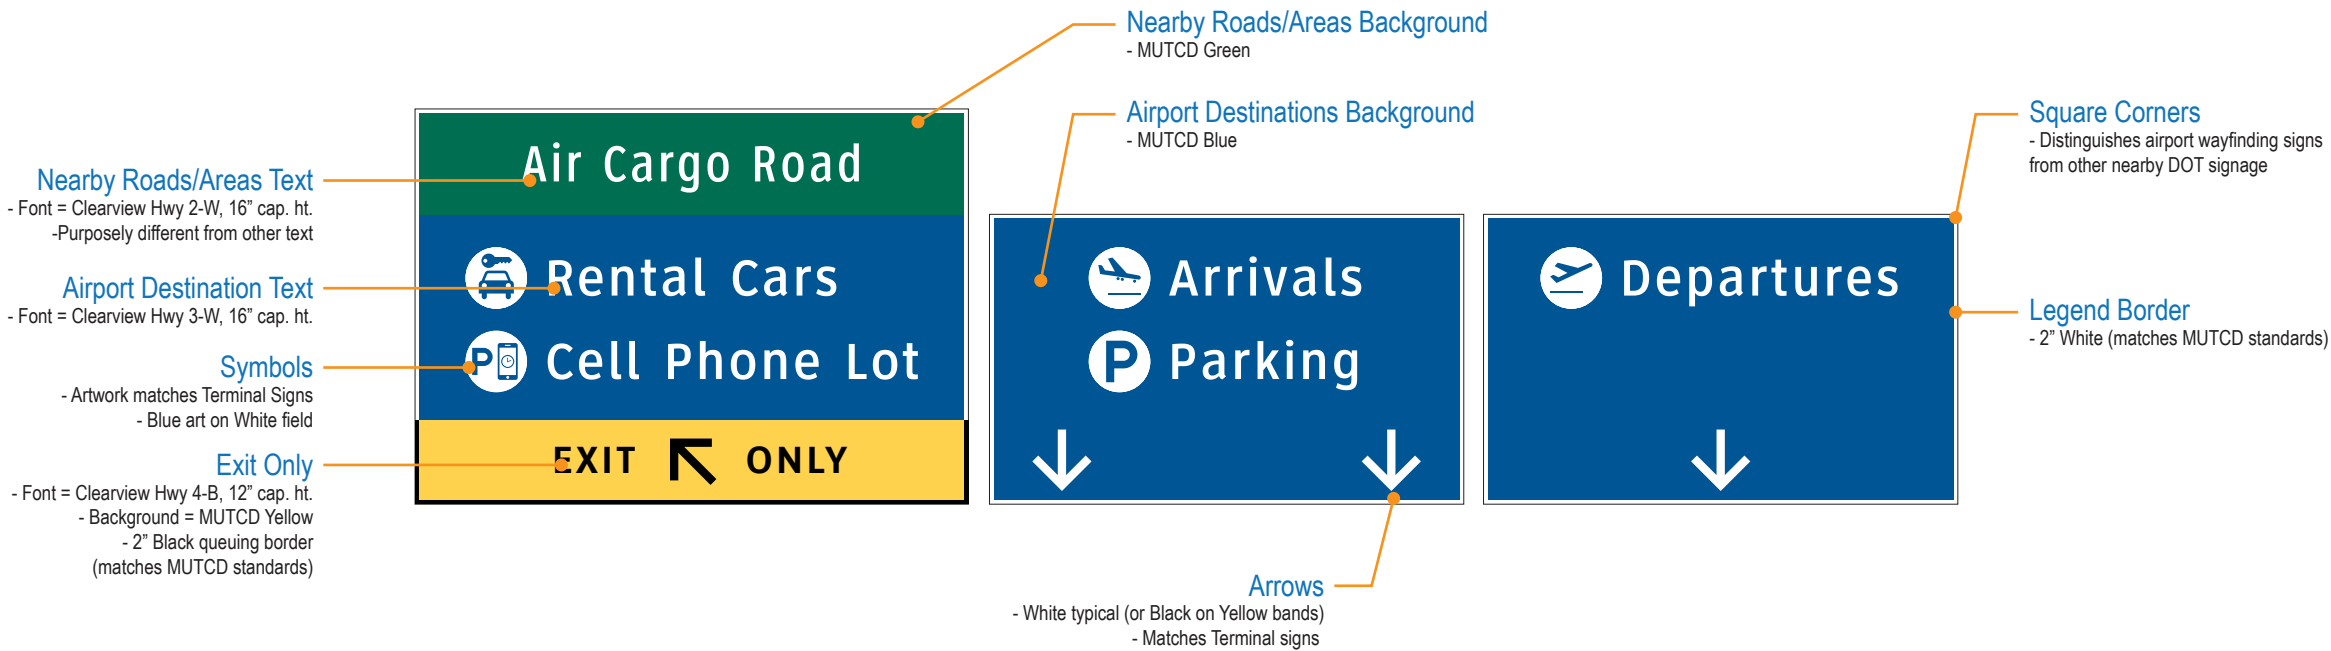 Nearby Roads/Areas Background
- MUTCD Green
Airport Destinations Background
- MUTCD Blue
Square Corners
- Distinguishes airport wayfinding signs
from other nearby DOT signage
Legend Border
- 2” White (matches MUTCD standards)
Nearby Roads/Areas Text
- Font = Clearview Hwy 2-W, 16” cap. ht.
-Purposely different from other text
Airport Destination Text
- Font = Clearview Hwy 3-W, 16” cap. ht.
Symbols
- Artwork matches Terminal Signs
- Blue art on White field
Exit Only
- Font = Clearview Hwy 4-B, 12” cap. ht.
- Background = MUTCD Yellow
- 2” Black queuing border
(matches MUTCD standards)
Air Cargo Road
Rental Cars
P Cell Phone Lot
EXIT ONLY
Arrivals
P Parking
Departures
Arrows
- White typical (or Black on Yellow bands)
- Matches Terminal signs